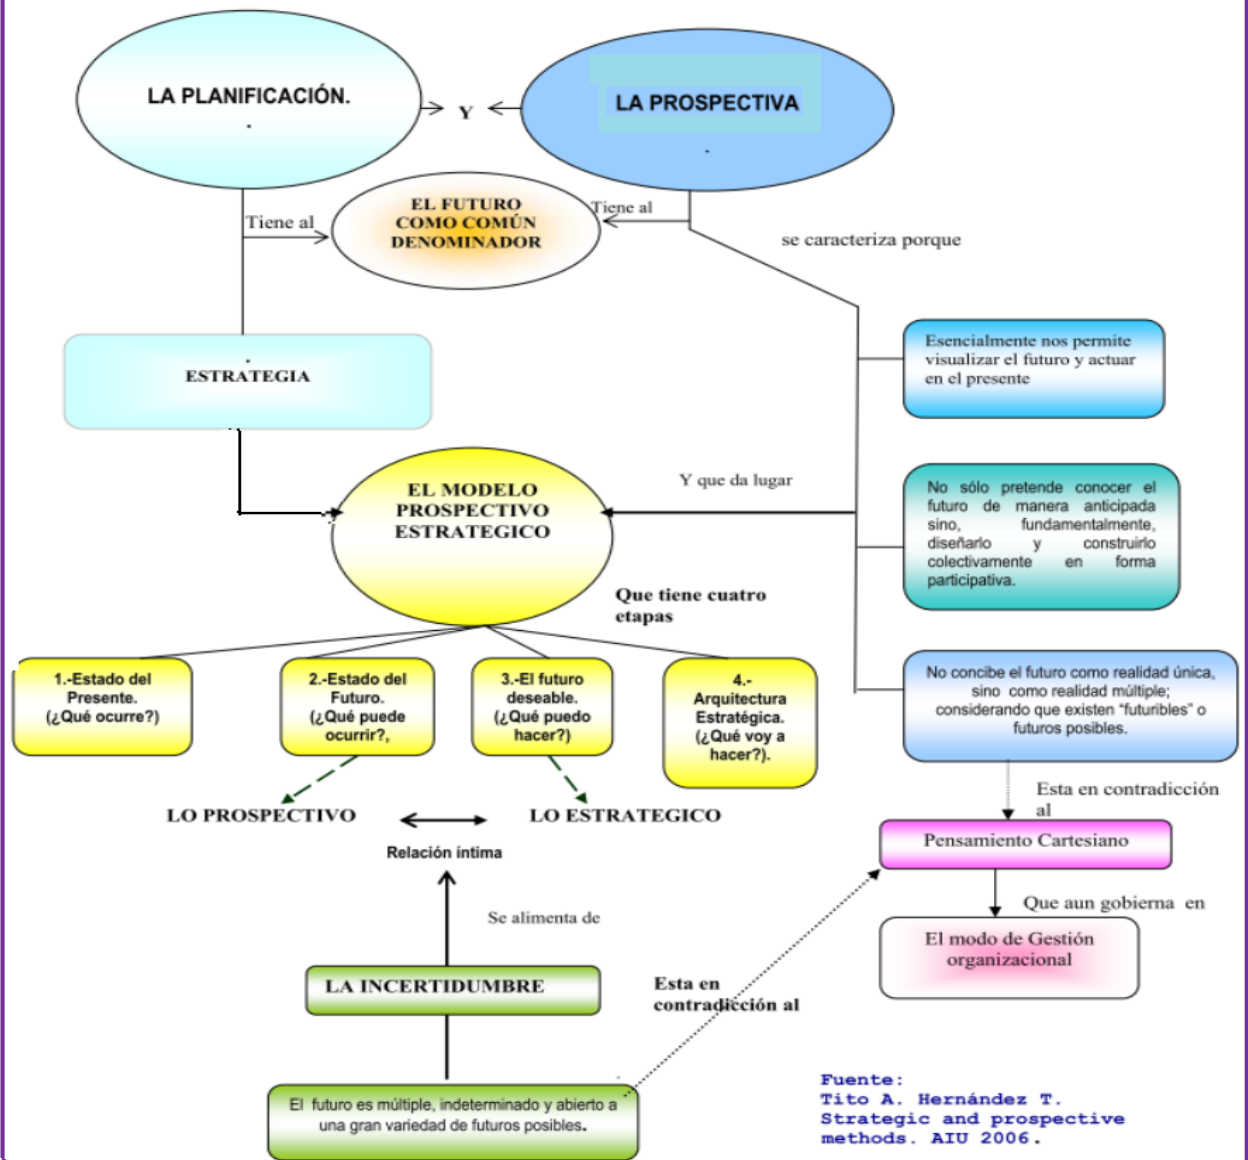 LA PLANIFICACIÓN.
.
Y
LA PROSPECTIVA
.
Tiene al
EL FUTURO
COMO COMÚN
DENOMINADOR
Tiene al
se caracteriza porque
.
ESTRATEGIA
Esencialmente nos permite
visualizar el futuro y actuar
en el presente
EL MODELO
PROSPECTIVO
ESTRATEGICO
Y que da lugar
No sólo pretende conocer el
futuro de manera anticipada
sino, fundamentalmente,
diseñarlo y construirlo
colectivamente en forma
participativa.
Que tiene cuatro
etapas
1.-Estado del
Presente.
(¿Qué ocurre?)
2.-Estado del
Futuro.
(¿Qué puede
ocurrir?,
3.-El futuro
deseable.
(¿Qué puedo
hacer?)
4.-
Arquitectura
Estratégica.
(¿Qué voy a
hacer?).
No concibe el futuro como realidad única,
sino como realidad múltiple;
considerando que existen “futuribles” o
futuros posibles.
LO PROSPECTIVO
LO ESTRATEGICO
Relación íntima
Esta en contradicción
al
Pensamiento Cartesiano
Que aun gobierna en
El modo de Gestión
organizacional
Se alimenta de
LA INCERTIDUMBRE
Esta en
contradicción al
El futuro es múltiple, indeterminado y abierto a
una gran variedad de futuros posibles.
Fuente:
Tito A. Hernández T.
Strategic and prospective
methods. AIU 2006.